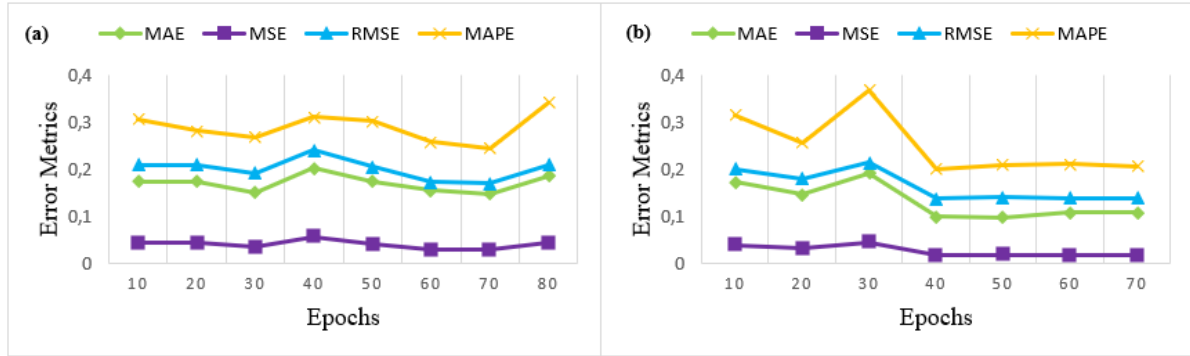 (a) MAE MSE RMSE MAPE
0,4
0,3
0,2
0,1
0
Error Metrics
10 20 30 40 50 60 70 80
Epochs
(b) MAE MSE RMSE MAPE
0,4
0,3
0,2
0,1
0
Error Metrics
10 20 30 40 50 60 70
Epochs